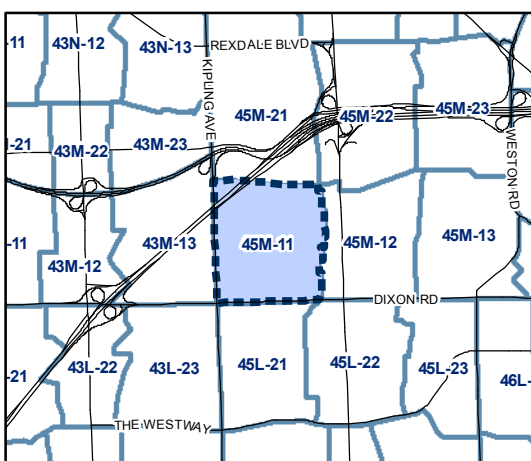 -11
43N-12
43N-13
REXDALE BLVD
KIPLING AVE
45M-21
45M-22
45M-23
WESTON RD
-21
43M-22
43M-23
-11
43M-12
43M-13
45M-11
45M-12
45M-13
DIXON RD
-21
43L-22
43L-23
45L-21
45L-22
45L-23
46L-
THE WESTWAY